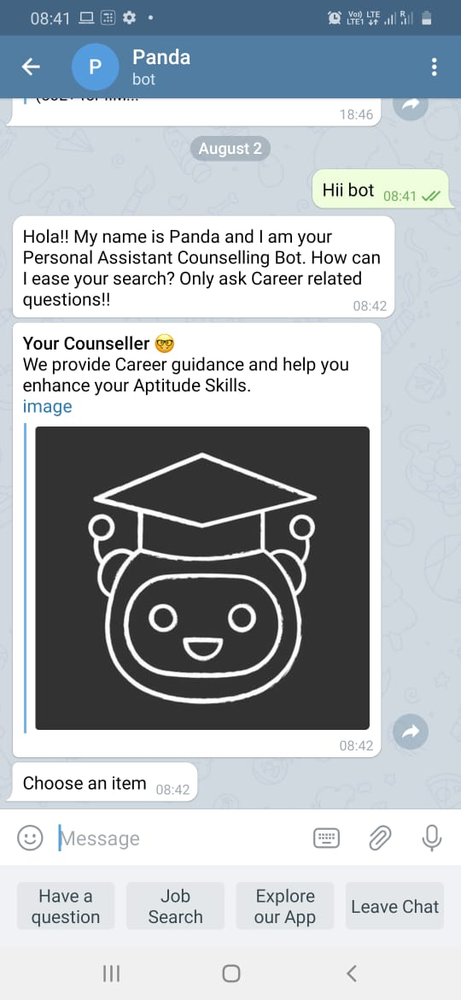 08:41
Vo)) LTE R
LTE1
P
Panda
bot
18:46
August 2
Hii bot 08:41
Hola!! My name is Panda and I am your
Personal Assistant Counselling Bot. How can
I ease your search? Only ask Career related
questions!!
08:42
Your Counseller 🤓
We provide Career guidance and help you
enhance your Aptitude Skills.
image
08:42
Choose an item 08:42
Message
Have a
question
Job
Search
Explore
our App
Leave Chat